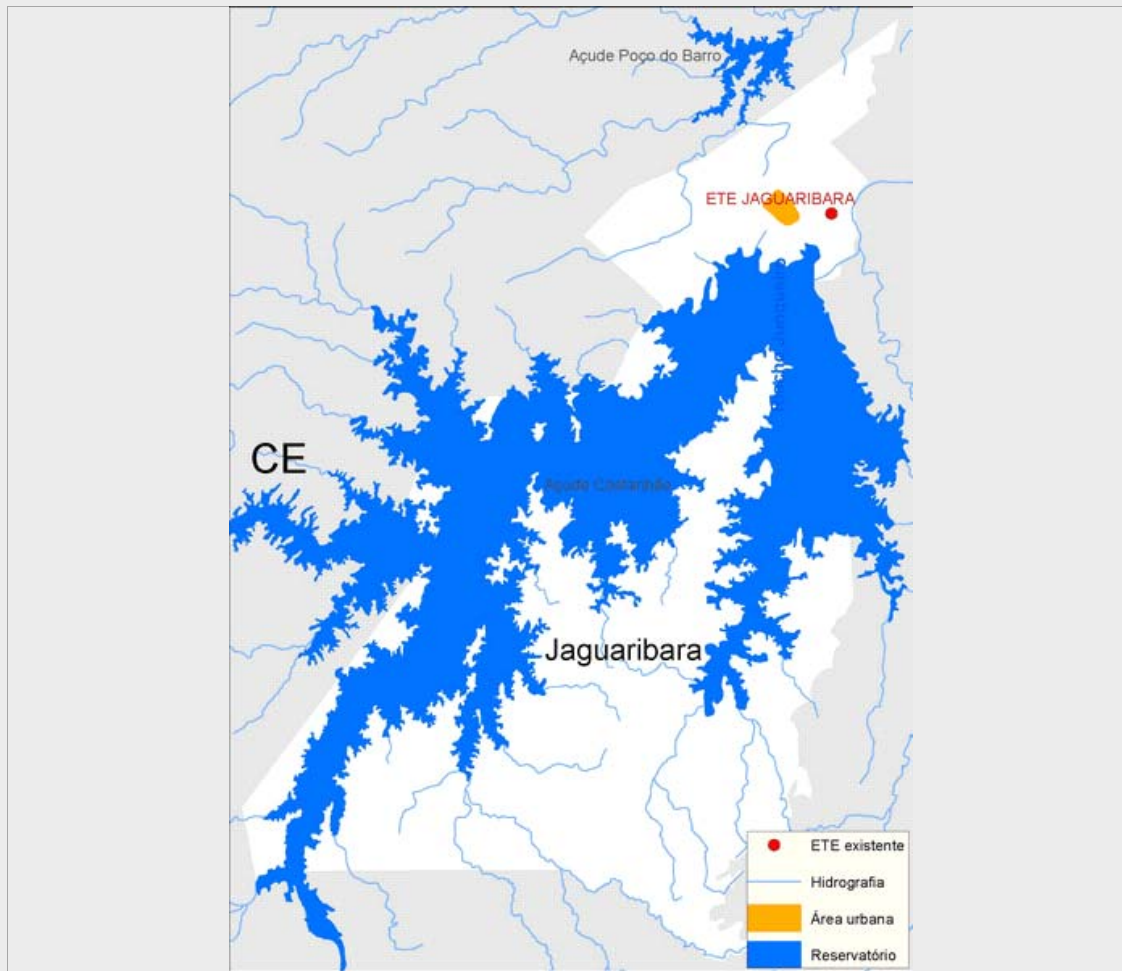 Açude Poço do Barro
ETE JAGUARIBARA
CE
Açude Castanhão
Jaguaribara
ETE existente
Hidrografia
Área urbana
Reservatório